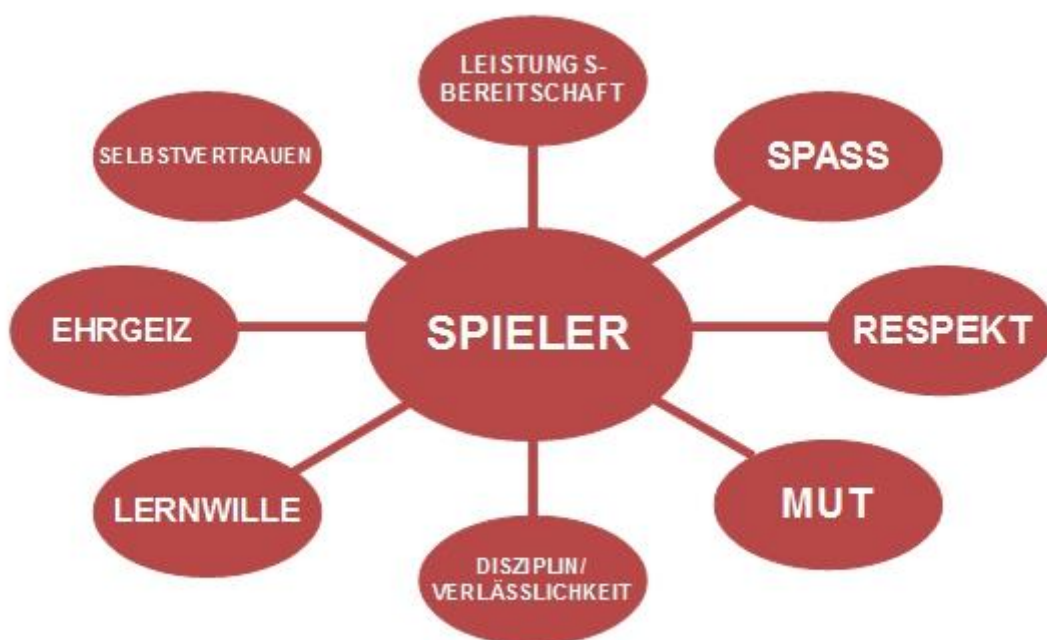 LEISTUNGS-
BEREITSCHAFT
SELBSTVERTRAUEN
SPASS
EHRGEIZ
SPIELER
RESPEKT
LERNWILLE
MUT
DISZIPLIN/
VERLÄSSLICHKEIT